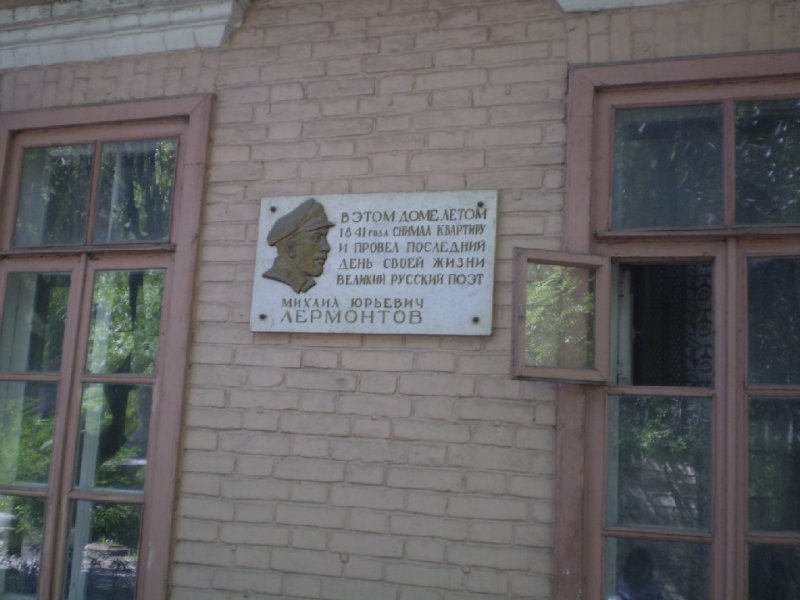 В ЭТОМ ДОМЕ ЛЕТОМ
1841 ГОДА СНИМАЛ КВАРТИРУ
И ПРОВЕЛ ПОСЛЕДНИЙ
ДЕНЬ СВОЕЙ ЖИЗНИ
ВЕЛИКИЙ РУССКИЙ ПОЭТ
МИХАИЛ ЮРЬЕВИЧ
ЛЕРМОНТОВ